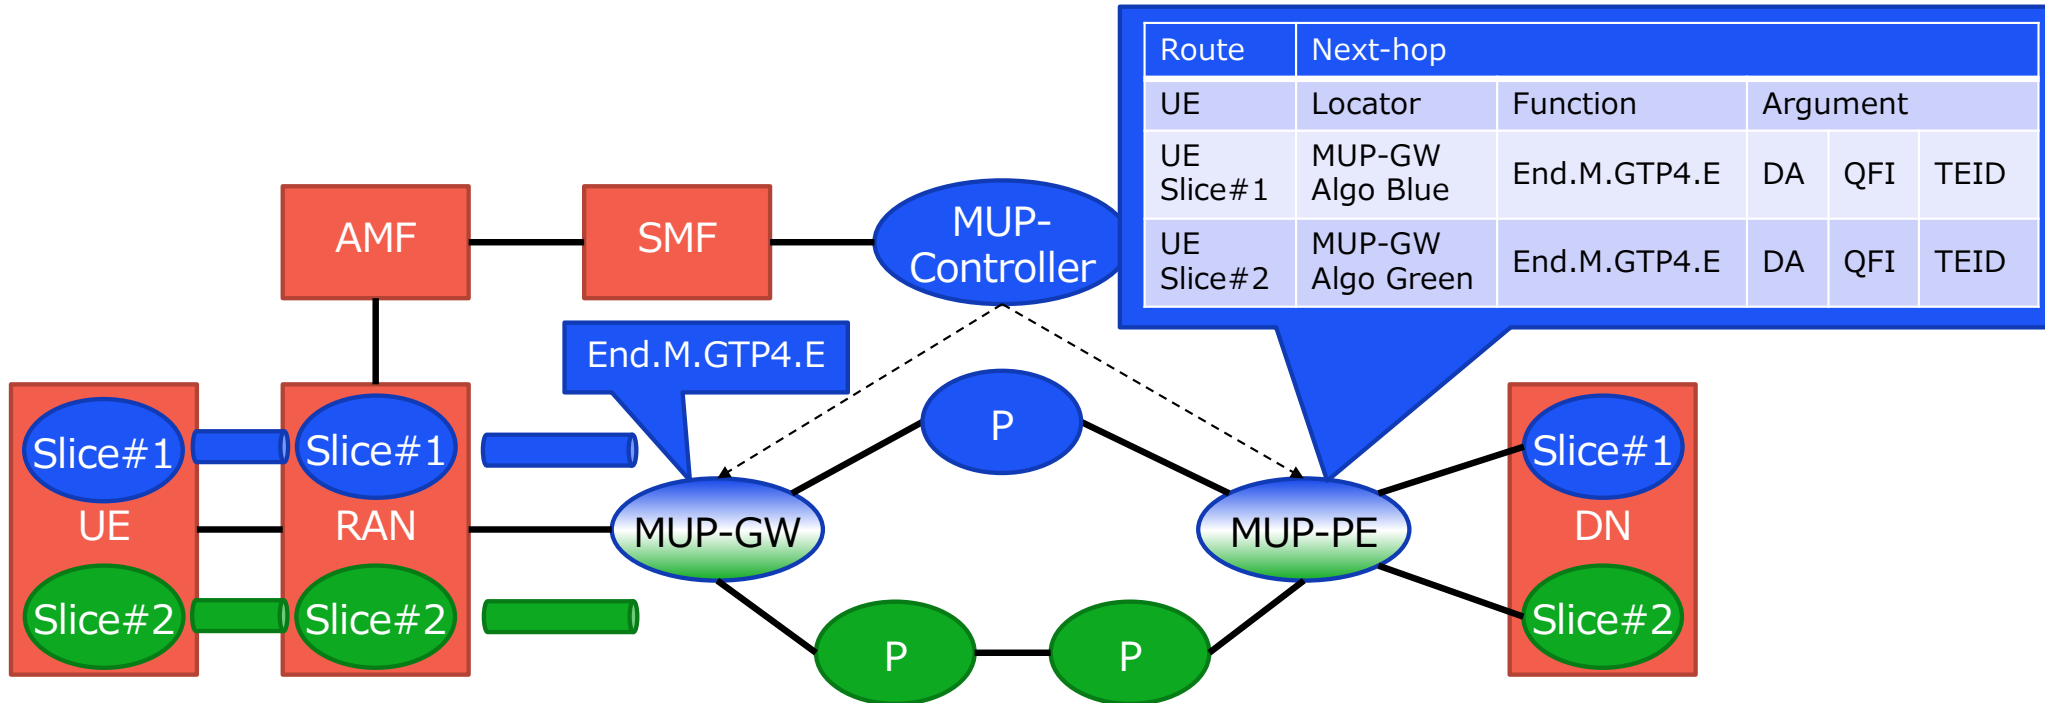 Route Next-hop
UE Locator Function Argument
UE
Slice#1
MUP-GW
Algo Blue
End.M.GTP4.E DA QFI TEID
UE
Slice#2
MUP-GW
Algo Green
End.M.GTP4.E DA QFI TEID
AMF
SMF
MUP-
Controller
End.M.GTP4.E
Slice#1
UE
Slice#2
Slice#1
RAN
Slice#2
MUP-GW
P
P
P
MUP-PE
Slice#1
DN
Slice#2